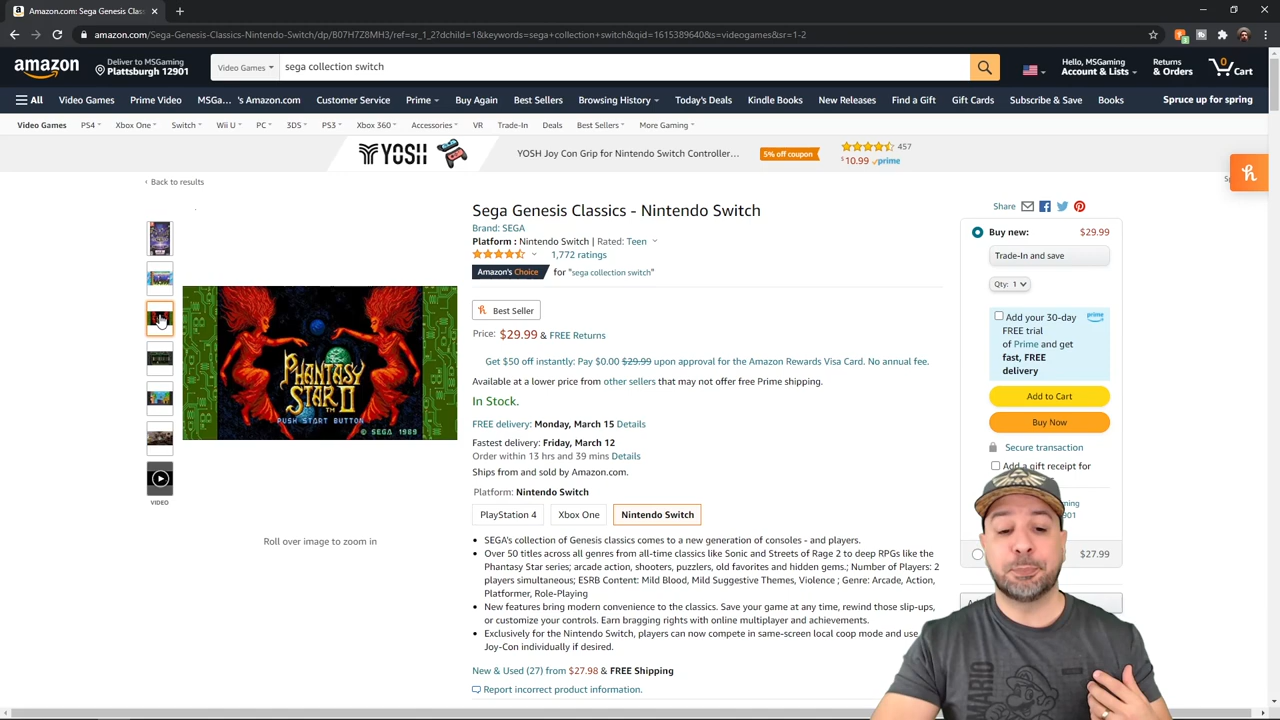 Amazon.com: Sega Genesis Class
amazon.com/Sega-Genesis-Classics-Nintendo-Switch/dp/B07H7Z8MH3/ref=sr_1_2?dchild=1&keywords=sega+collection+switch&qid=1615389640&s=videogames&sr=1-2
amazon
Deliver to MSGaming
Plattsburgh 12901
Video Games
sega collection switch
Hello, MSGaming
Account & Lists
Returns
& Orders
0
Cart
All
Video Games
Prime Video
MSGa...'s Amazon.com
Customer Service
Prime
Buy Again
Best Sellers
Browsing History
Today's Deals
Kindle Books
New Releases
Find a Gift
Gift Cards
Subscribe & Save
Books
Spruce up for spring
Video Games
PS4
Xbox One
Switch
Wii U
PC
3DS
PS3
Xbox 360
Accessories
VR
Trade-In
Deals
Best Sellers
More Gaming
YOSH
YOSH Joy Con Grip for Nintendo Switch Controller...
5% off coupon
457
$10.99 prime
‹ Back to results
Sega Genesis Classics - Nintendo Switch
Brand: SEGA
Platform : Nintendo Switch | Rated: Teen
1,772 ratings
Amazon's Choice for "sega collection switch"
Best Seller
Price: $29.99 & FREE Returns
Get $50 off instantly: Pay $0.00 $29.99 upon approval for the Amazon Rewards Visa Card. No annual fee.
Available at a lower price from other sellers that may not offer free Prime shipping.
In Stock.
FREE delivery: Monday, March 15 Details
Fastest delivery: Friday, March 12
Order within 13 hrs and 39 mins Details
Ships from and sold by Amazon.com.
Platform: Nintendo Switch
PlayStation 4
Xbox One
Nintendo Switch
• SEGA's collection of Genesis classics comes to a new generation of consoles - and players.
• Over 50 titles across all genres from all-time classics like Sonic and Streets of Rage 2 to deep RPGs like the
Phantasy Star series; arcade action, shooters, puzzlers, old favorites and hidden gems.; Number of Players: 2
players simultaneous; ESRB Content: Mild Blood, Mild Suggestive Themes, Violence ; Genre: Arcade, Action,
Platformer, Role-Playing
• New features bring modern convenience to the classics. Save your game at any time, rewind those slip-ups,
or customize your controls. Earn bragging rights with online multiplayer and achievements.
• Exclusively for the Nintendo Switch, players can now compete in same-screen local coop mode and use
Joy-Con individually if desired.
New & Used (27) from $27.98 & FREE Shipping
Report incorrect product information.
PHANTASY
STAR II
TM
PUSH START BUTTON
© SEGA 1989
VIDEO
Roll over image to zoom in
Share
Buy new:
$29.99
Trade-In and save
Qty: 1
Add your 30-day
FREE trial
of Prime and get
fast, FREE
delivery
prime
Add to Cart
Buy Now
Secure transaction
Add a gift receipt for
$27.99